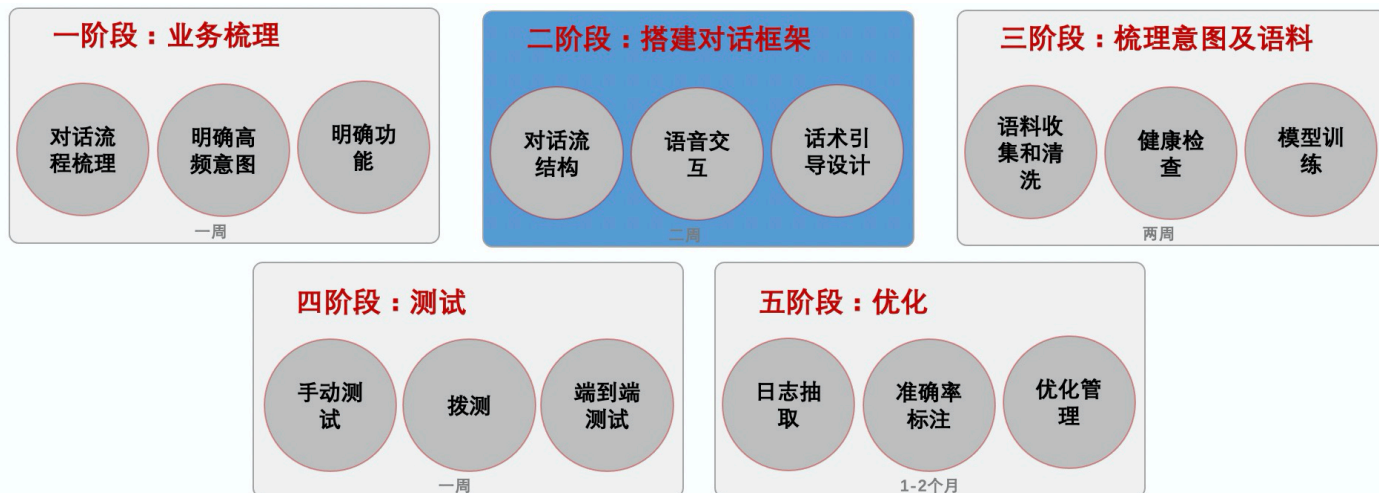 一阶段：业务梳理
对话流
程梳理
明确高
频意图
明确功
能
一周
二阶段：搭建对话框架
对话流
结构
语音交
互
话术引
导设计
二周
三阶段：梳理意图及语料
语料收
集和清
洗
健康检
查
模型训
练
两周
四阶段：测试
手动测
试
拨测
端到端
测试
一周
五阶段：优化
日志抽
取
准确率
标注
优化管
理
1-2个月